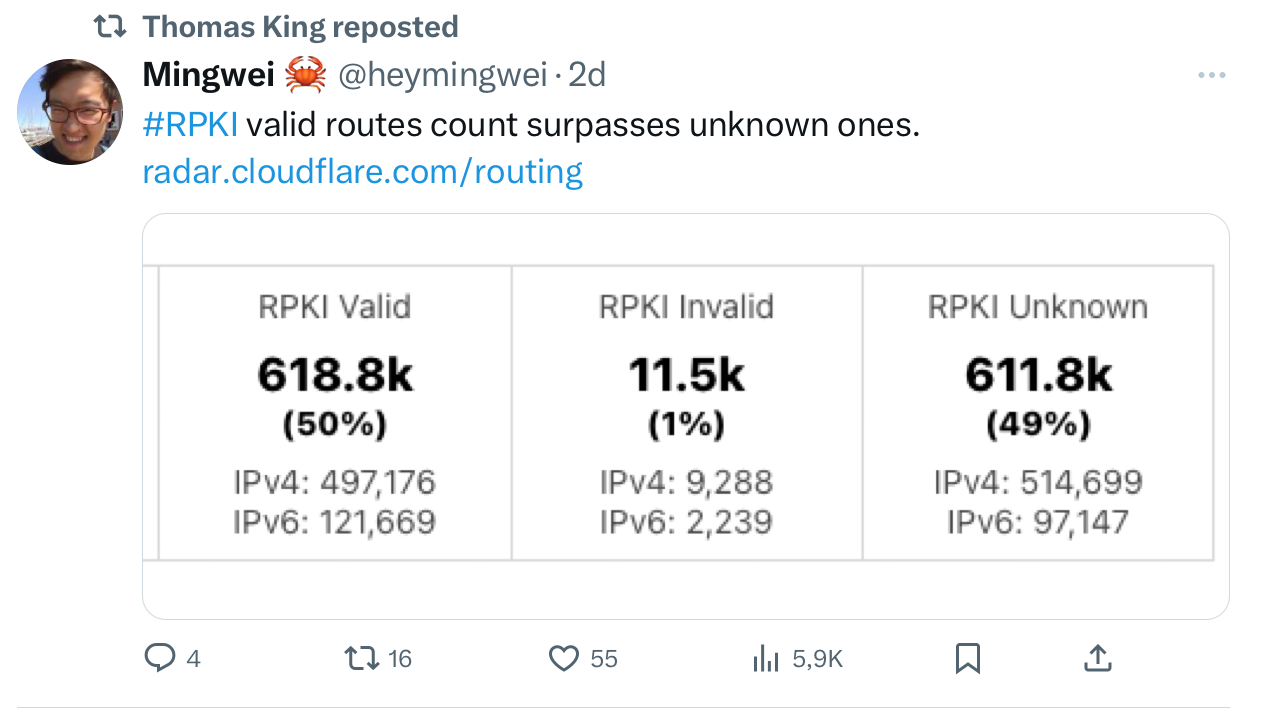 Thomas King reposted
Mingwei 🦀 @heymingwei · 2d
#RPKI valid routes count surpasses unknown ones.
radar.cloudflare.com/routing
RPKI Valid
618.8k
(50%)
IPv4: 497,176
IPv6: 121,669
RPKI Invalid
11.5k
(1%)
IPv4: 9,288
IPv6: 2,239
RPKI Unknown
611.8k
(49%)
IPv4: 514,699
IPv6: 97,147
4 16 55 5,9K